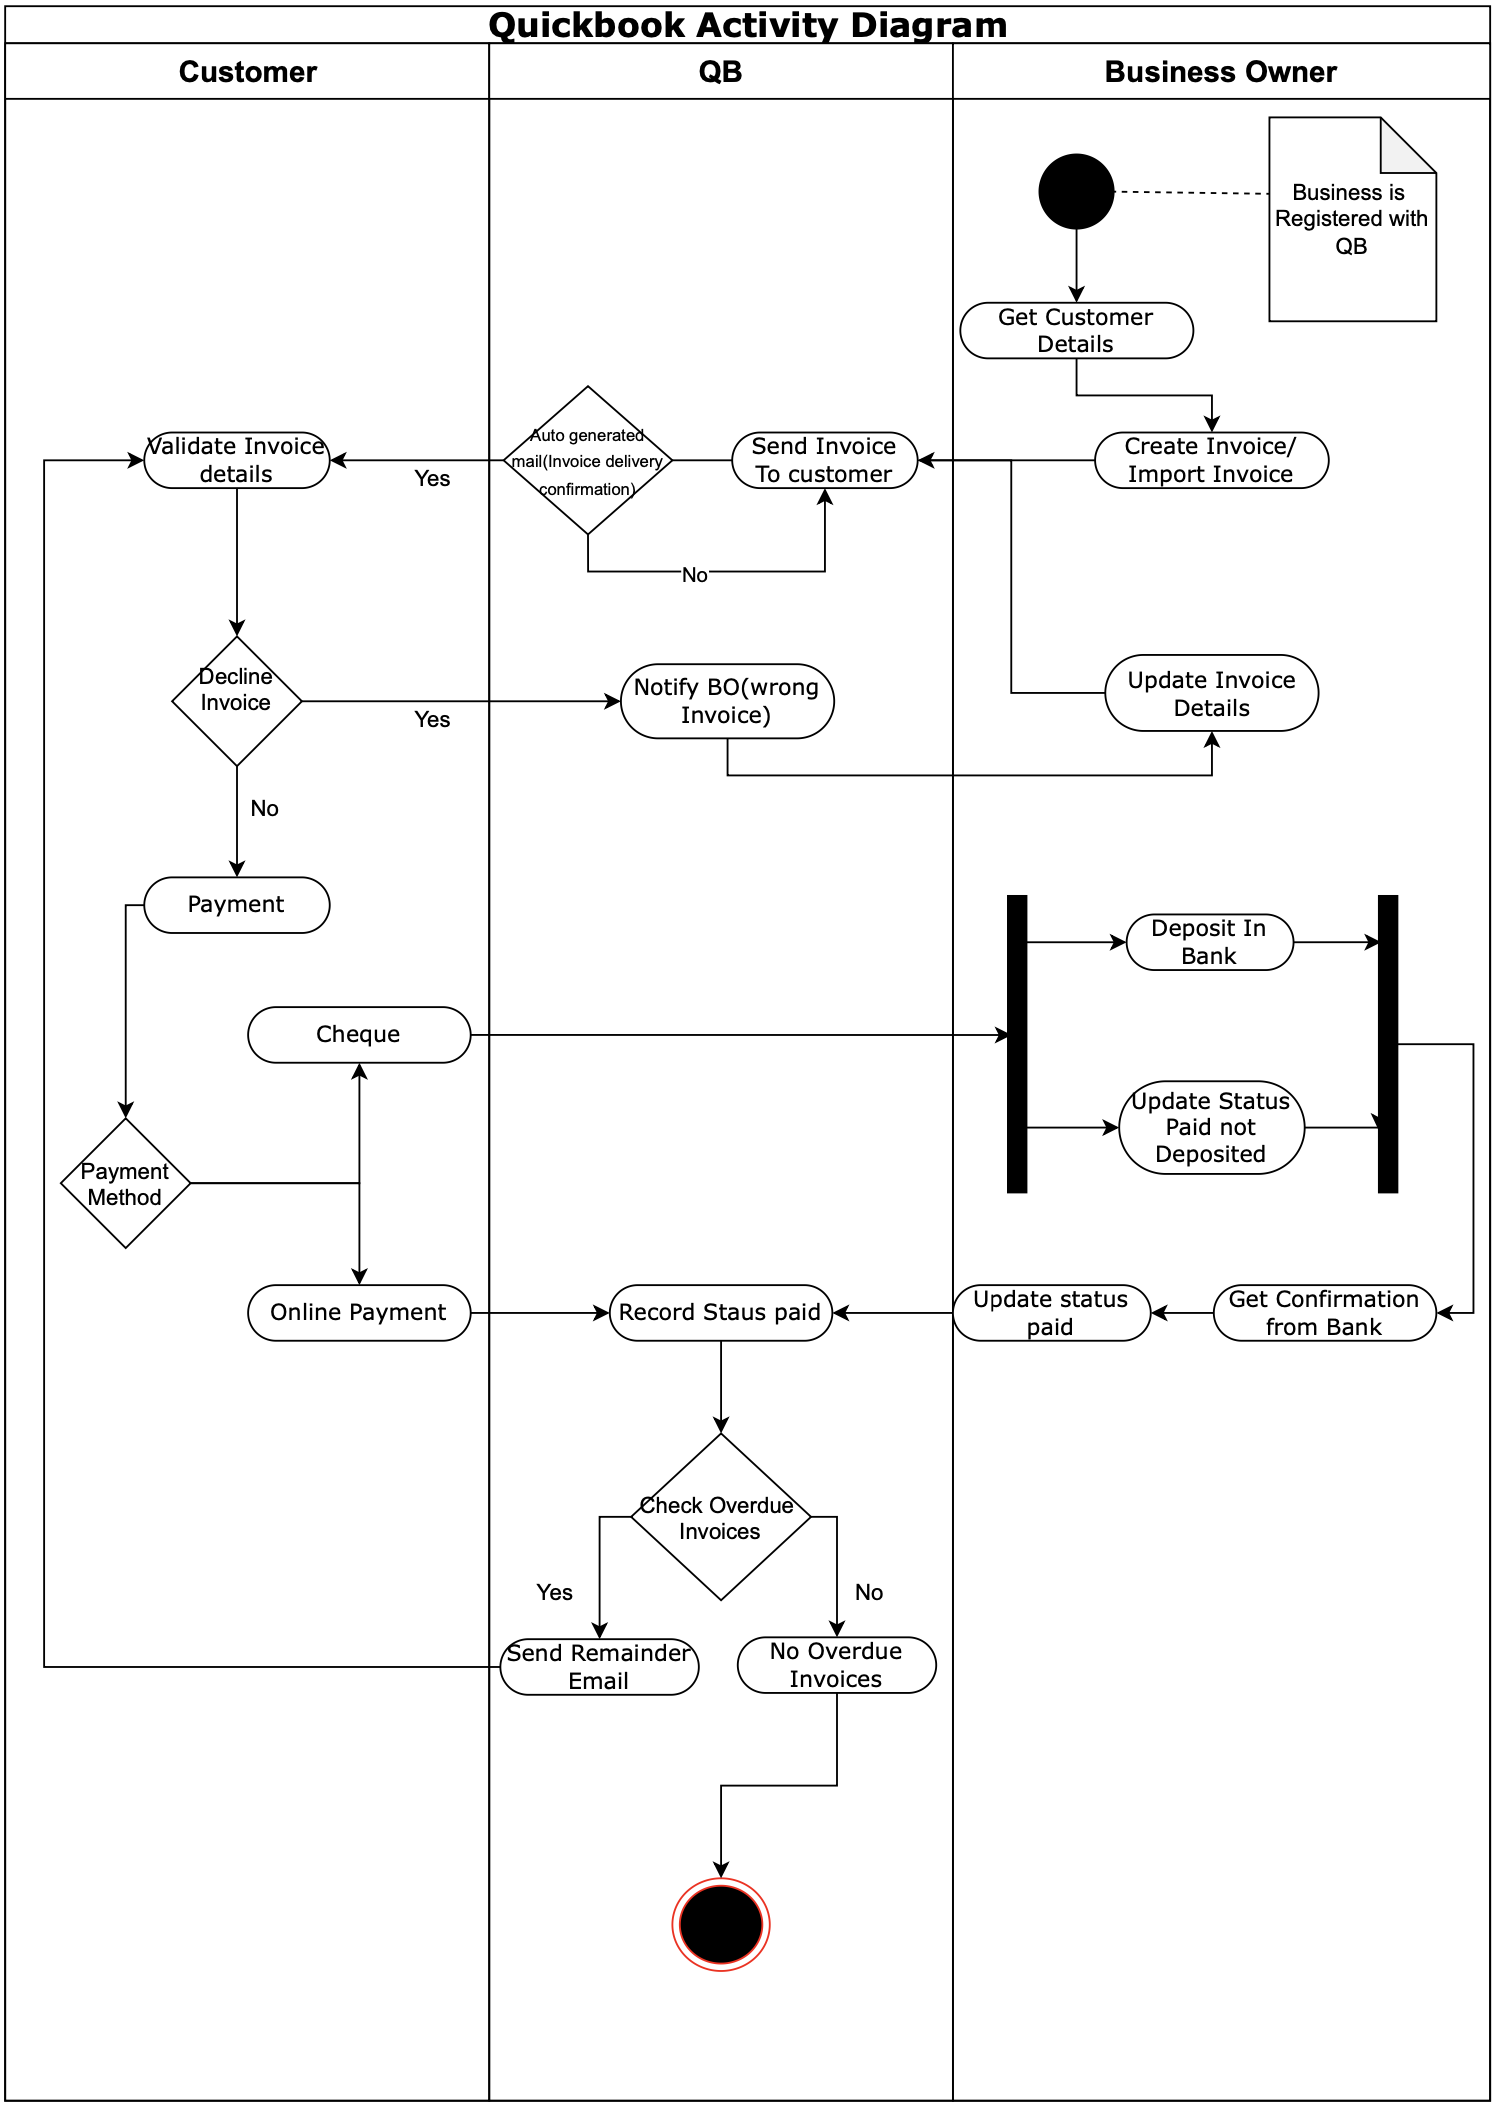 Quickbook Activity Diagram
Customer
QB
Business Owner
Business is
Registered with
QB
Get Customer
Details
Validate Invoice
details
Yes
Auto generated
mail(Invoice delivery
confirmation)
Send Invoice
To customer
Create Invoice/
Import Invoice
No
Decline
Invoice
Yes
Notify BO(wrong
Invoice)
Update Invoice
Details
No
Payment
Deposit In
Bank
Cheque
Update Status
Paid not
Deposited
Payment
Method
Online Payment
Record Staus paid
Update status
paid
Get Confirmation
from Bank
Check Overdue
Invoices
Yes
No
Send Remainder
Email
No Overdue
Invoices